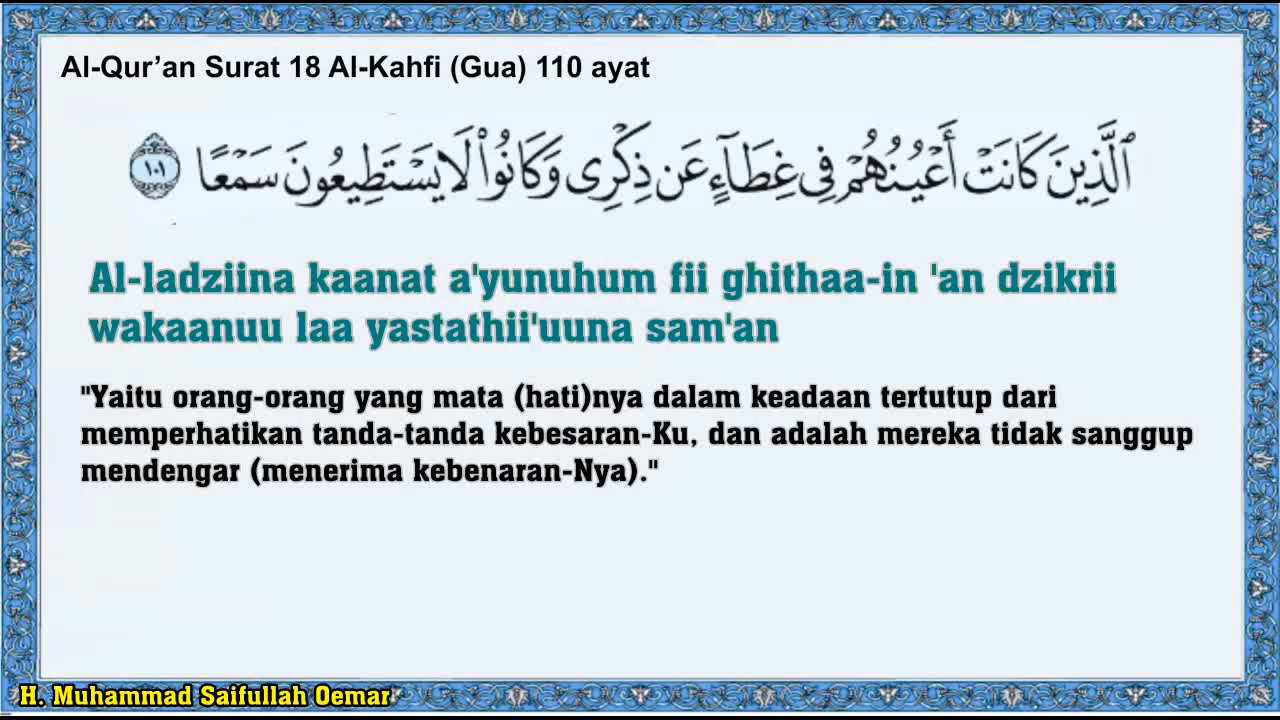 Al-Qur’an Surat 18 Al-Kahfi (Gua) 110 ayat
ٱلَّذِينَ كَانَتْ أَعْيُنُهُمْ فِى غِطَآءٍ عَن ذِكْرِى وَكَانُوا۟ لَا يَسْتَطِيعُونَ سَمْعًا ١٠١
Al-ladziina kaanat a'yunuhum fii ghithaa-in 'an dzikrii
wakaanuu laa yastathii'uuna sam'an
"Yaitu orang-orang yang mata (hati)nya dalam keadaan tertutup dari
memperhatikan tanda-tanda kebesaran-Ku, dan adalah mereka tidak sanggup
mendengar (menerima kebenaran-Nya)."
H. Muhammad Saifullah Oemar